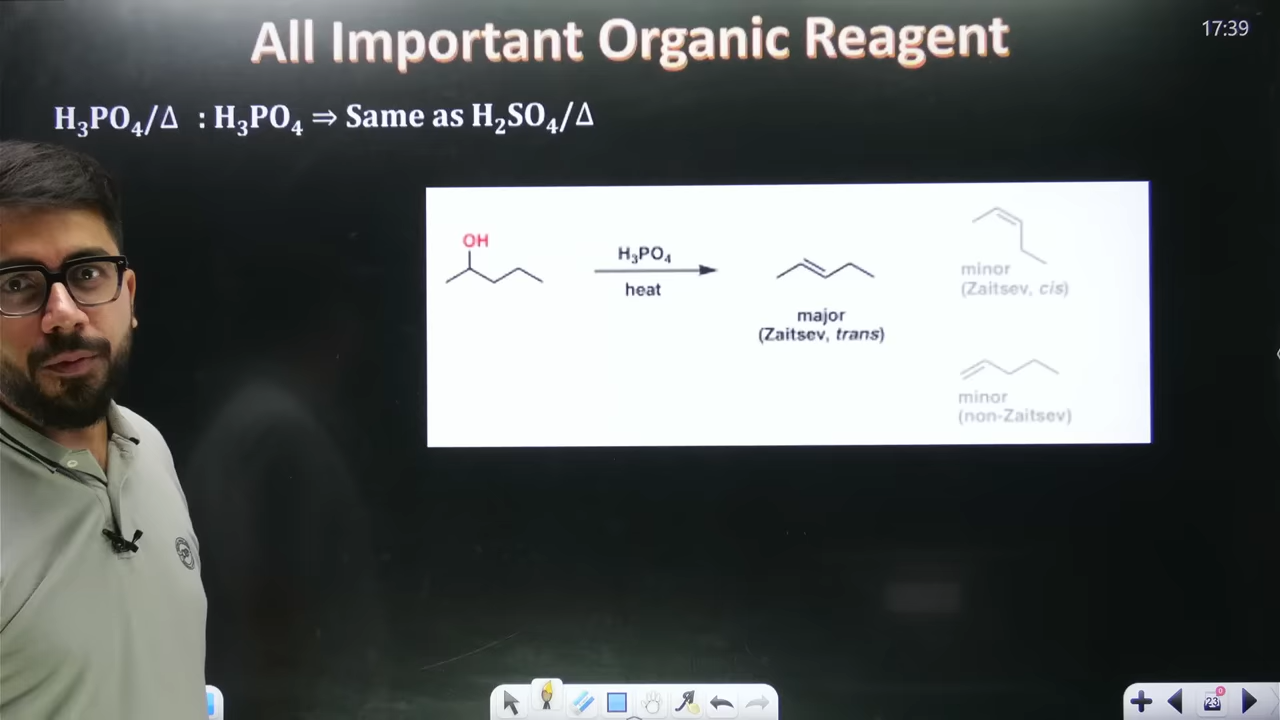 All Important Organic Reagent
17:39
H₃PO₄/Δ : H₃PO₄ ⇒ Same as H₂SO₄/Δ
OH
H₃PO₄
heat
major
(Zaitsev, trans)
minor
(Zaitsev, cis)
minor
(non-Zaitsev)
23
0